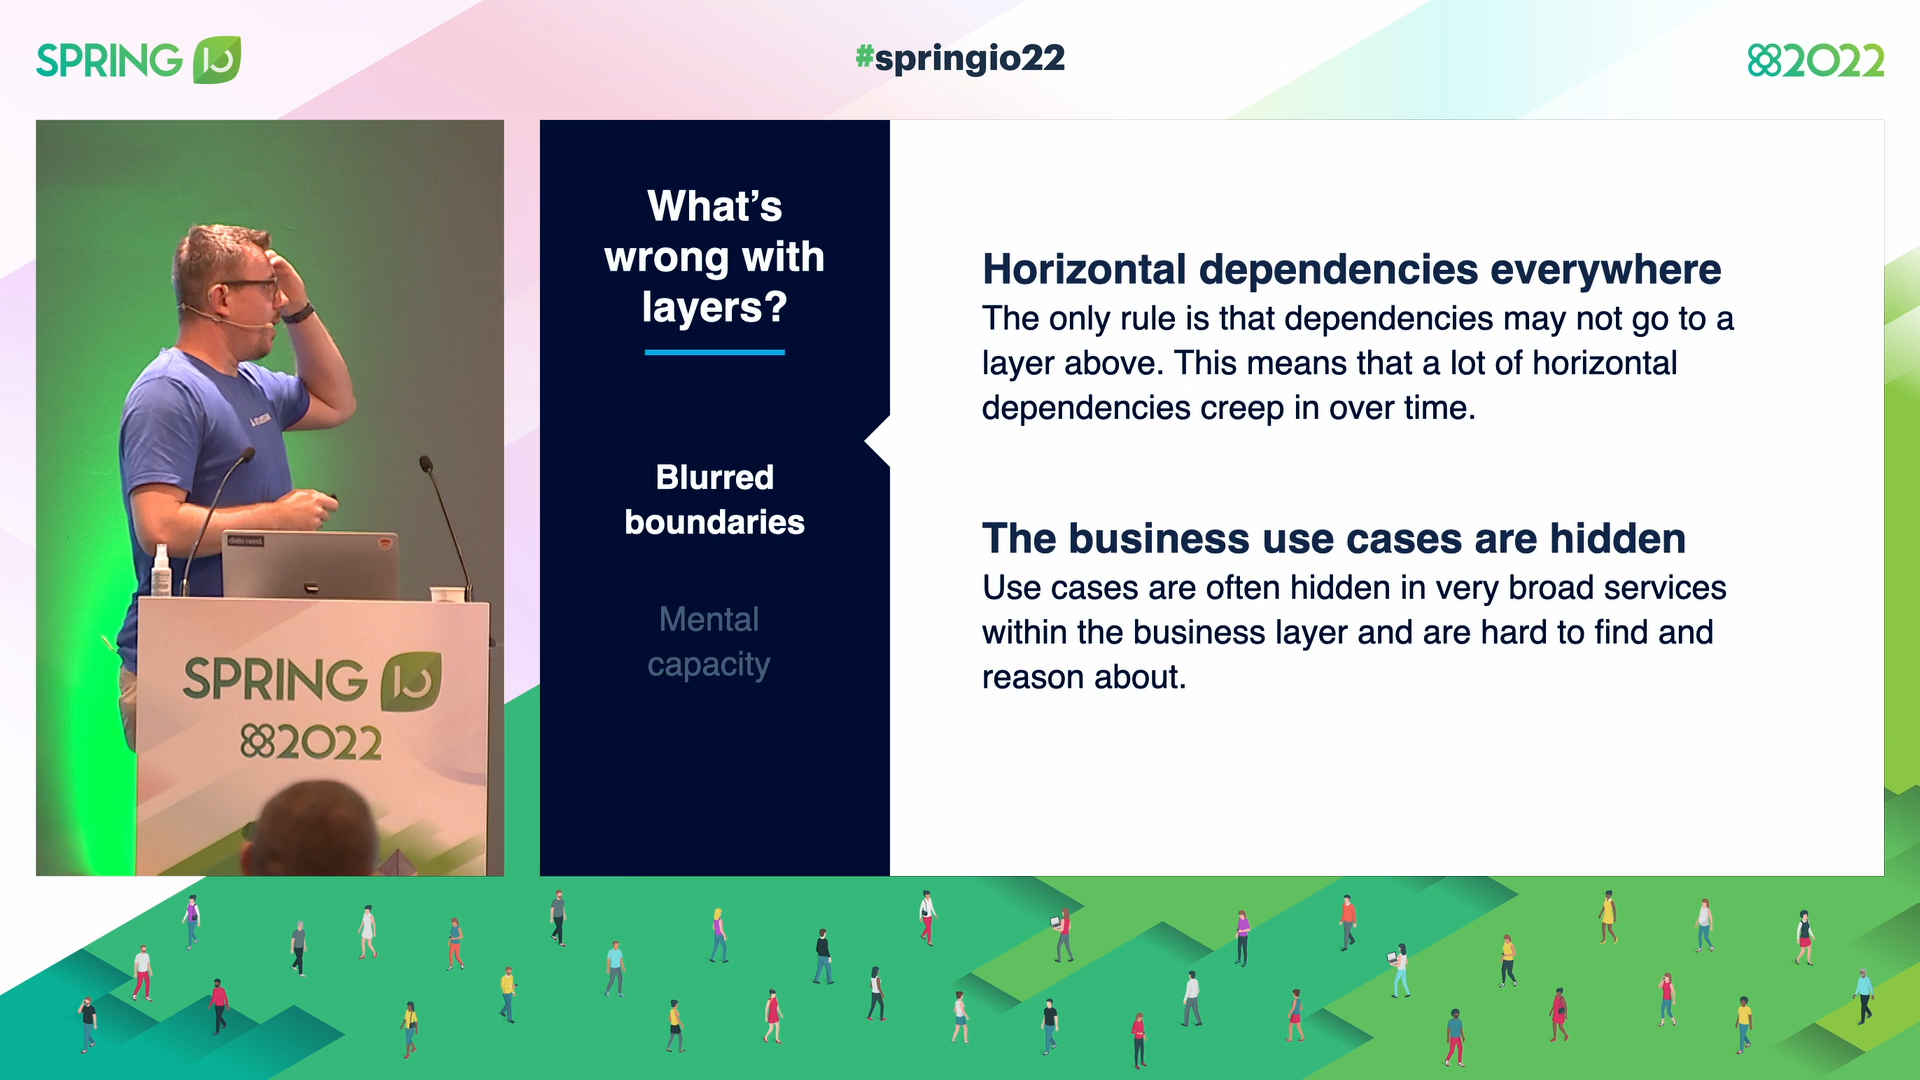 SPRING IO
#springio22
2022
What's
wrong with
layers?
Blurred
boundaries
Mental
capacity
Horizontal dependencies everywhere
The only rule is that dependencies may not go to a
layer above. This means that a lot of horizontal
dependencies creep in over time.
The business use cases are hidden
Use cases are often hidden in very broad services
within the business layer and are hard to find and
reason about.
SPRING IO
2022